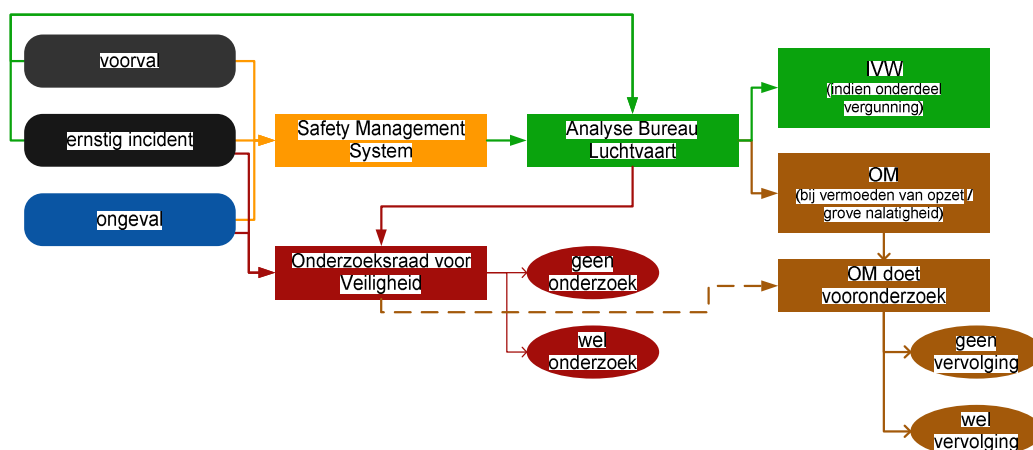 voorval
ernstig incident
ongeval
Safety Management
System
Analyse Bureau
Luchtvaart
IVW
(indien onderdeel
vergunning)
OM
(bij vermoeden van opzet /
grove nalatigheid)
Onderzoeksraad voor
Veiligheid
geen
onderzoek
wel
onderzoek
OM doet
vooronderzoek
geen
vervolging
wel
vervolging